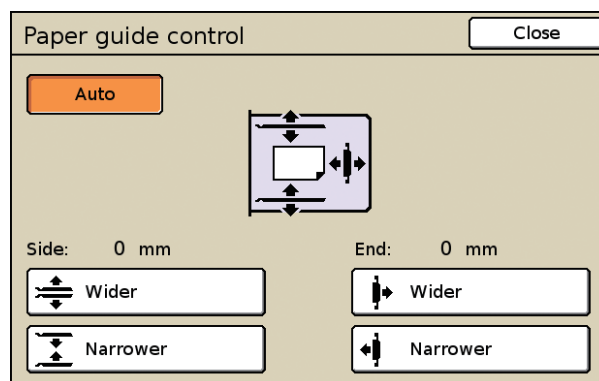 Paper guide control Close
Auto
Side: 0 mm End: 0 mm
Wider Wider
Narrower Narrower